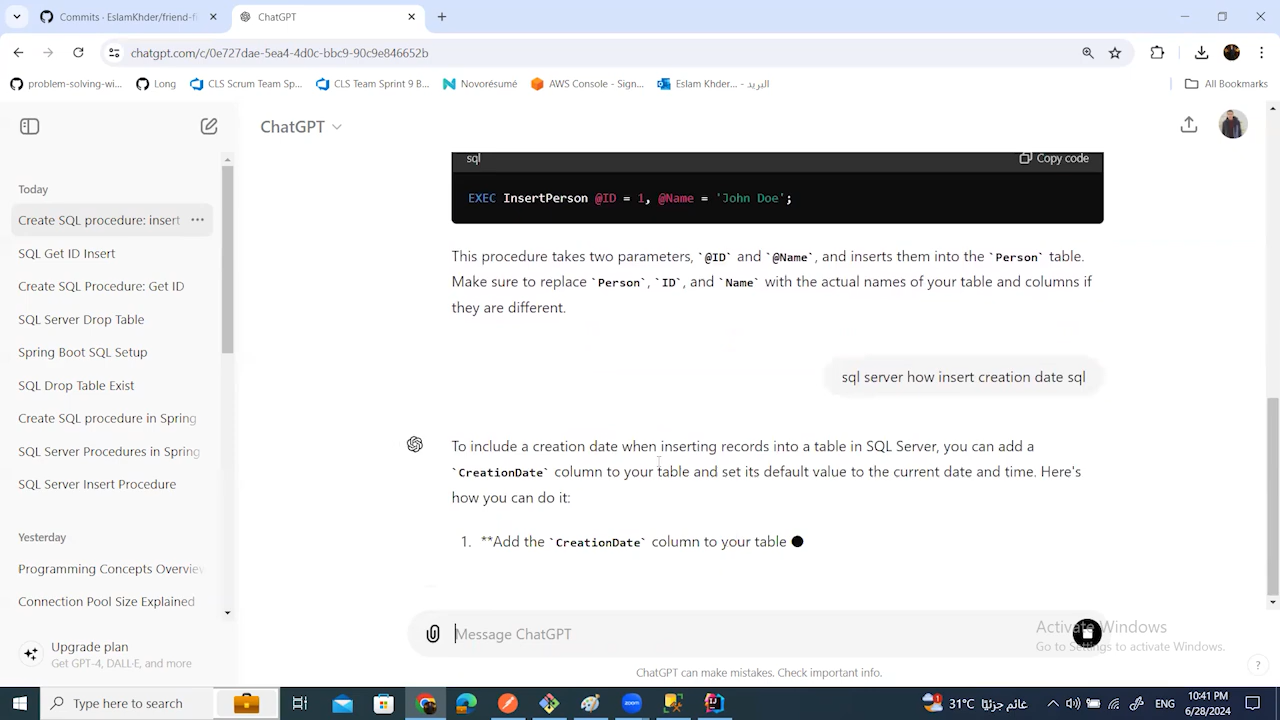 Commits · EslamKhder/friend-fi
ChatGPT
chatgpt.com/c/0e727dae-5ea4-4d0c-bbc9-90c9e846652b
problem-solving-wi...
Long
CLS Scrum Team Sp...
CLS Team Sprint 9 B...
Novorésumé
AWS Console - Sign...
البريد - Eslam Khder...
All Bookmarks
ChatGPT
Today
Create SQL procedure: insert
SQL Get ID Insert
Create SQL Procedure: Get ID
SQL Server Drop Table
Spring Boot SQL Setup
SQL Drop Table Exist
Create SQL procedure in Spring
SQL Server Procedures in Spring
SQL Server Insert Procedure
Yesterday
Programming Concepts Overview
Connection Pool Size Explained
Upgrade plan
Get GPT-4, DALL·E, and more
sql
Copy code
EXEC InsertPerson @ID = 1, @Name = 'John Doe';
This procedure takes two parameters, `@ID` and `@Name`, and inserts them into the `Person` table.
Make sure to replace `Person`, `ID`, and `Name` with the actual names of your table and columns if
they are different.
sql server how insert creation date sql
To include a creation date when inserting records into a table in SQL Server, you can add a
`CreationDate` column to your table and set its default value to the current date and time. Here's
how you can do it:
1. **Add the `CreationDate` column to your table
Message ChatGPT
Activate Windows
Go to Settings to activate Windows.
ChatGPT can make mistakes. Check important info.
?
Type here to search
zoom
31°C غائم جزئيًا
ENG
10:41 PM
6/28/2024